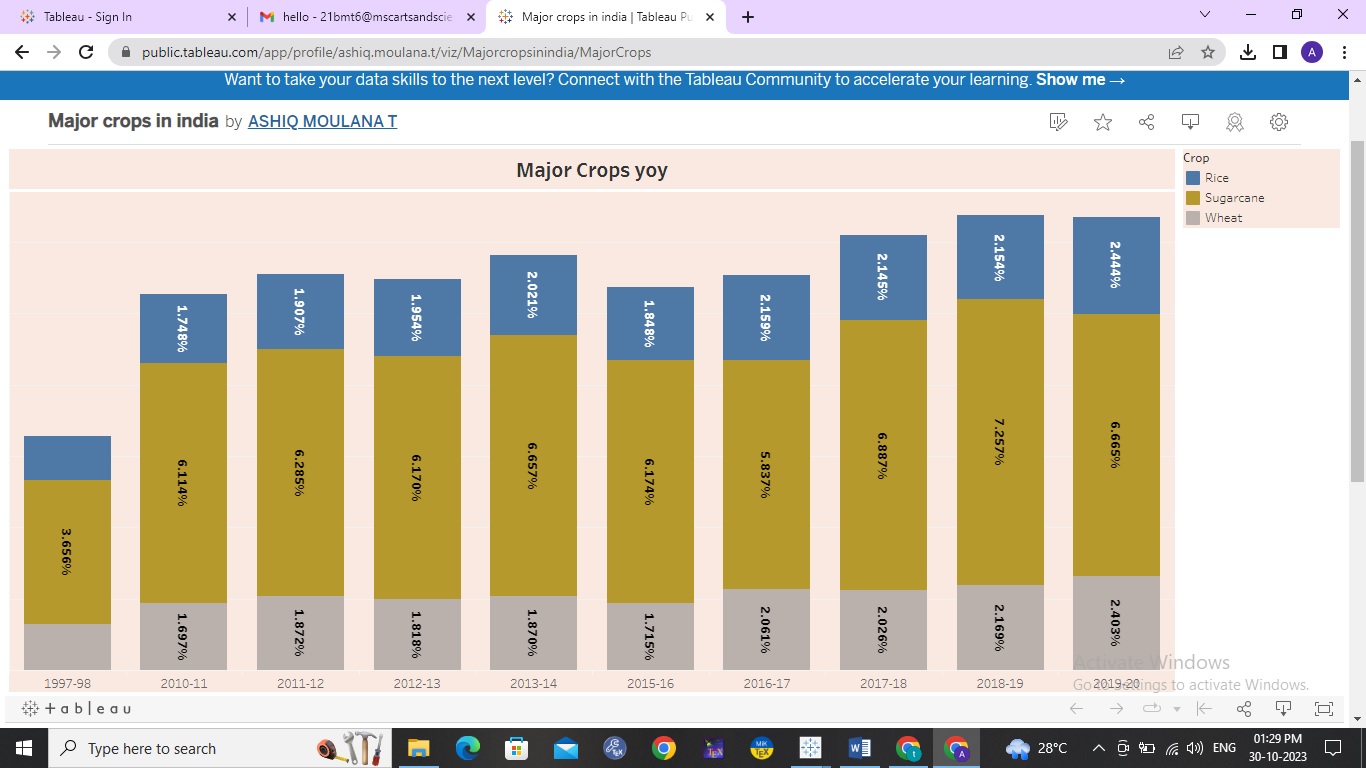 Tableau - Sign In
hello - 21bmt6@mscartsandscie
Major crops in india | Tableau Pu
public.tableau.com/app/profile/ashiq.moulana.t/viz/Majorcropsinindia/MajorCrops
A
Want to take your data skills to the next level? Connect with the Tableau Community to accelerate your learning. Show me →
Major crops in india by ASHIQ MOULANA T
Major Crops yoy
Crop
Rice
Sugarcane
Wheat
3.656%
1.748%
6.114%
1.697%
1.907%
6.285%
1.872%
1.954%
6.170%
1.818%
2.021%
6.657%
1.870%
1.848%
6.174%
1.715%
2.159%
5.837%
2.061%
2.145%
6.887%
2.026%
2.154%
7.257%
2.169%
2.444%
6.665%
2.403%
1997-98 2010-11 2011-12 2012-13 2013-14 2015-16 2016-17 2017-18 2018-19 2019-20
Activate Windows
Go to Settings to activate Windows.
+ a b l e a u
Type here to search
28°C
ENG
01:29 PM
30-10-2023